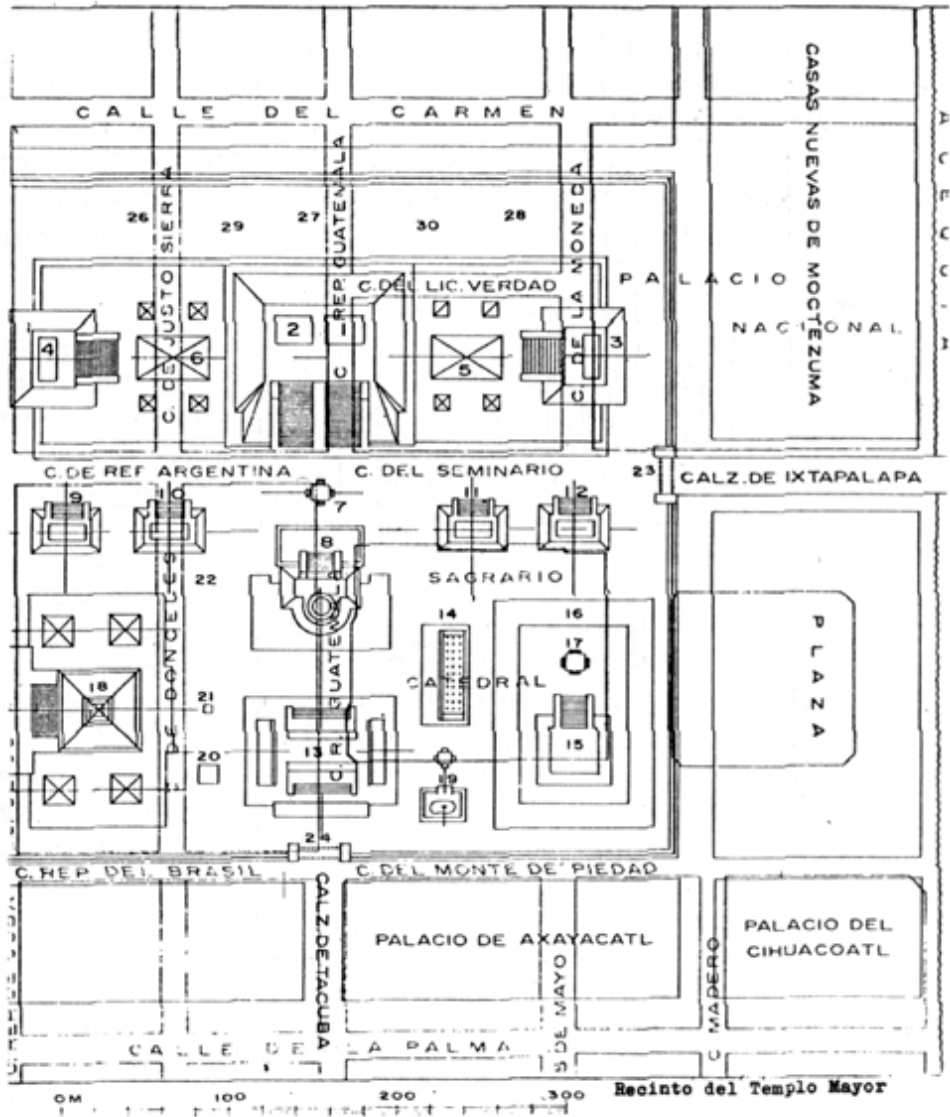 CALLE DEL CARMEN
CASAS NUEVAS DE MOCTEZUMA
C. DE JUSTO SIERRA
C. REP. GUATEMALA
C. DE LA MONEDA
26
29
27
30
28
C. DEL LIC. VERDAD
PALACIO
NACIONAL
4
6
2
1
5
3
C. DE REP. ARGENTINA
C. DEL SEMINARIO
23
CALZ. DE IXTAPALAPA
9
10
7
11
12
8
SAGRARIO
22
DE DONCELES
C. R. GUATEMALA
14
16
17
PLAZA
CATEDRAL
18
21
13
15
20
19
24
C. REP. DEL BRASIL
C. DEL MONTE DE PIEDAD
CALZ. DE TACUBA
PALACIO DE AXAYACATL
PALACIO DEL
CIHUACOATL
5 DE MAYO
C. MADERO
CALLE DE LA PALMA
0M 100 200 300
Recinto del Templo Mayor